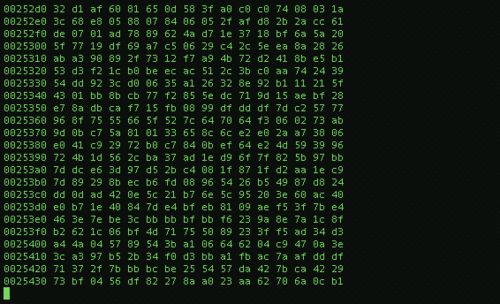 00252d0 32 d1 af 60 81 65 0d 58 3f a0 c0 c0 74 08 03 1a
00252e0 3c 68 e8 05 88 07 84 06 05 2f af d8 2b 2a cc 61
00252f0 de 07 01 ad 78 89 62 4a d7 1e 37 18 bf 6a 5a 20
0025300 5f 77 19 df 69 a7 c5 06 29 c4 2c 5e ea 8a 28 26
0025310 ab a3 90 89 2f 73 12 f7 a9 4b 72 d2 41 8b e5 b1
0025320 53 d3 f2 1c b0 be ec ac 51 2c 3b c0 aa 74 24 39
0025330 54 dd 92 3c d0 06 35 a1 26 32 8e 92 b1 11 21 5f
0025340 43 01 bb 8b cb 77 f2 85 5e dc 71 9d 15 ae bf 28
0025350 e7 8a db ca f7 15 fb 08 99 df dd df 7d c2 57 77
0025360 96 8f 75 55 66 5f 52 7c 64 70 64 f3 06 02 73 ab
0025370 9d 0b c7 5a 81 01 33 65 8c 6c e2 e0 2a a7 38 06
0025380 e0 41 c9 29 72 b0 c7 84 0b ef 64 e2 4d 59 39 96
0025390 72 4b 1d 56 2c ba 37 ad 1e d9 6f 7f 82 5b 97 bb
00253a0 7d dc e6 3d 97 d5 2b c4 08 1f 87 1f d2 aa 1e c9
00253b0 7d 89 29 8b ec b6 fd 08 96 54 26 b5 49 87 d8 24
00253c0 dd 0d ad 42 0e 5c 21 b7 6e 5c 95 20 3e 60 ac 40
00253d0 e0 b7 1e 40 84 7d e4 bf eb 81 09 ae f5 3f 7b e4
00253e0 46 3e 7e be 3c bb bb bf bb f6 23 9a 8e 7a 1c 8f
00253f0 b2 62 1c 06 bf 4d 71 75 50 89 23 3f f5 ad 34 d3
0025400 a4 4a 04 57 89 54 3b a1 06 64 62 04 c9 47 0a 3e
0025410 3c a3 97 b5 2b 34 f0 d3 bb a1 fb ac 7a af dd df
0025420 71 37 2f 7b bb bc be 25 54 57 da 42 7b ca 42 29
0025430 73 bf 04 56 df 82 27 8a a0 23 aa 62 70 6a 0c b1